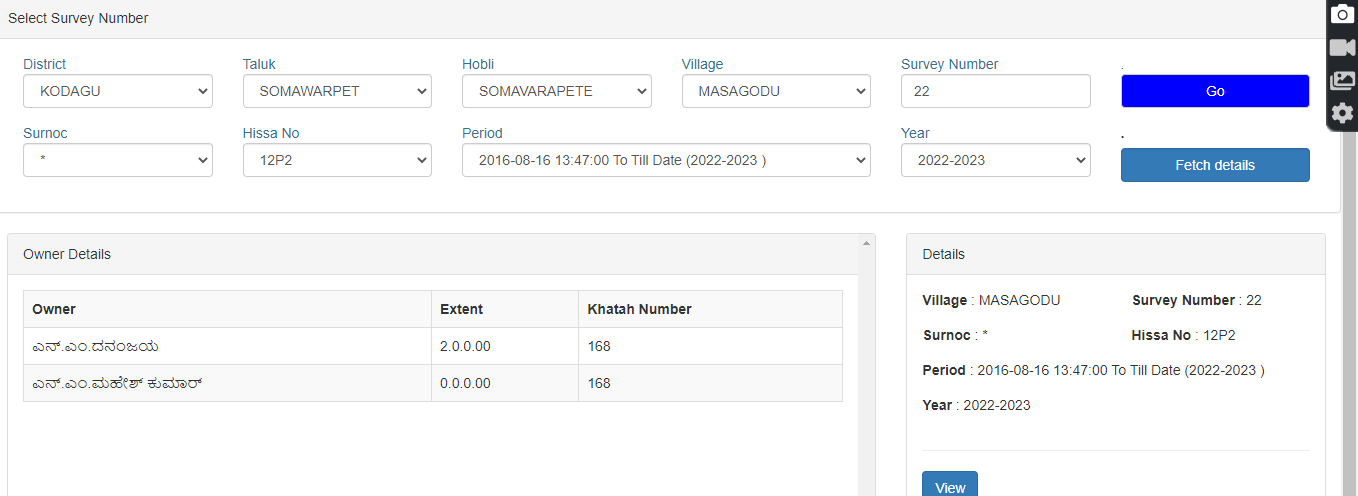 Select Survey Number
District Taluk Hobli Village Survey Number .
KODAGU SOMAWARPET SOMAVARAPETE MASAGODU 22 Go
Surnoc Hissa No Period Year .
* 12P2 2016-08-16 13:47:00 To Till Date (2022-2023 ) 2022-2023 Fetch details
Owner Details
Owner Extent Khatah Number
ಎನ್.ಎಂ.ದನಂಜಯ 2.0.0.00 168
ಎನ್.ಎಂ.ಮಹೇಶ್ ಕುಮಾರ್ 0.0.0.00 168
Details
Village : MASAGODU Survey Number : 22
Surnoc : * Hissa No : 12P2
Period : 2016-08-16 13:47:00 To Till Date (2022-2023 )
Year : 2022-2023
View